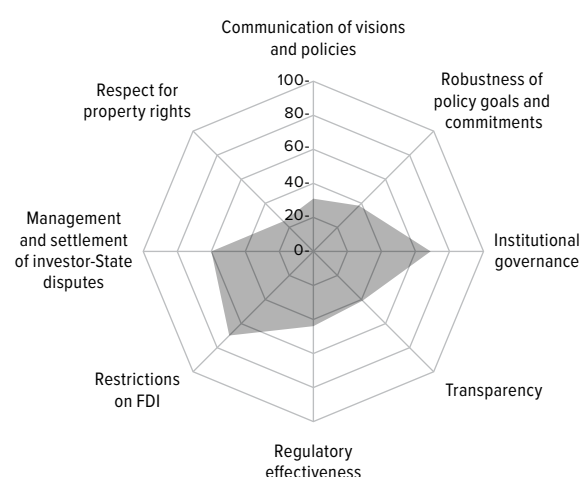 Communication of visions
and policies
Robustness of
policy goals and
commitments
Respect for
property rights
100-
80-
60-
40-
20-
0-
Management
and settlement
of investor-State
disputes
Institutional
governance
Restrictions
on FDI
Transparency
Regulatory
effectiveness